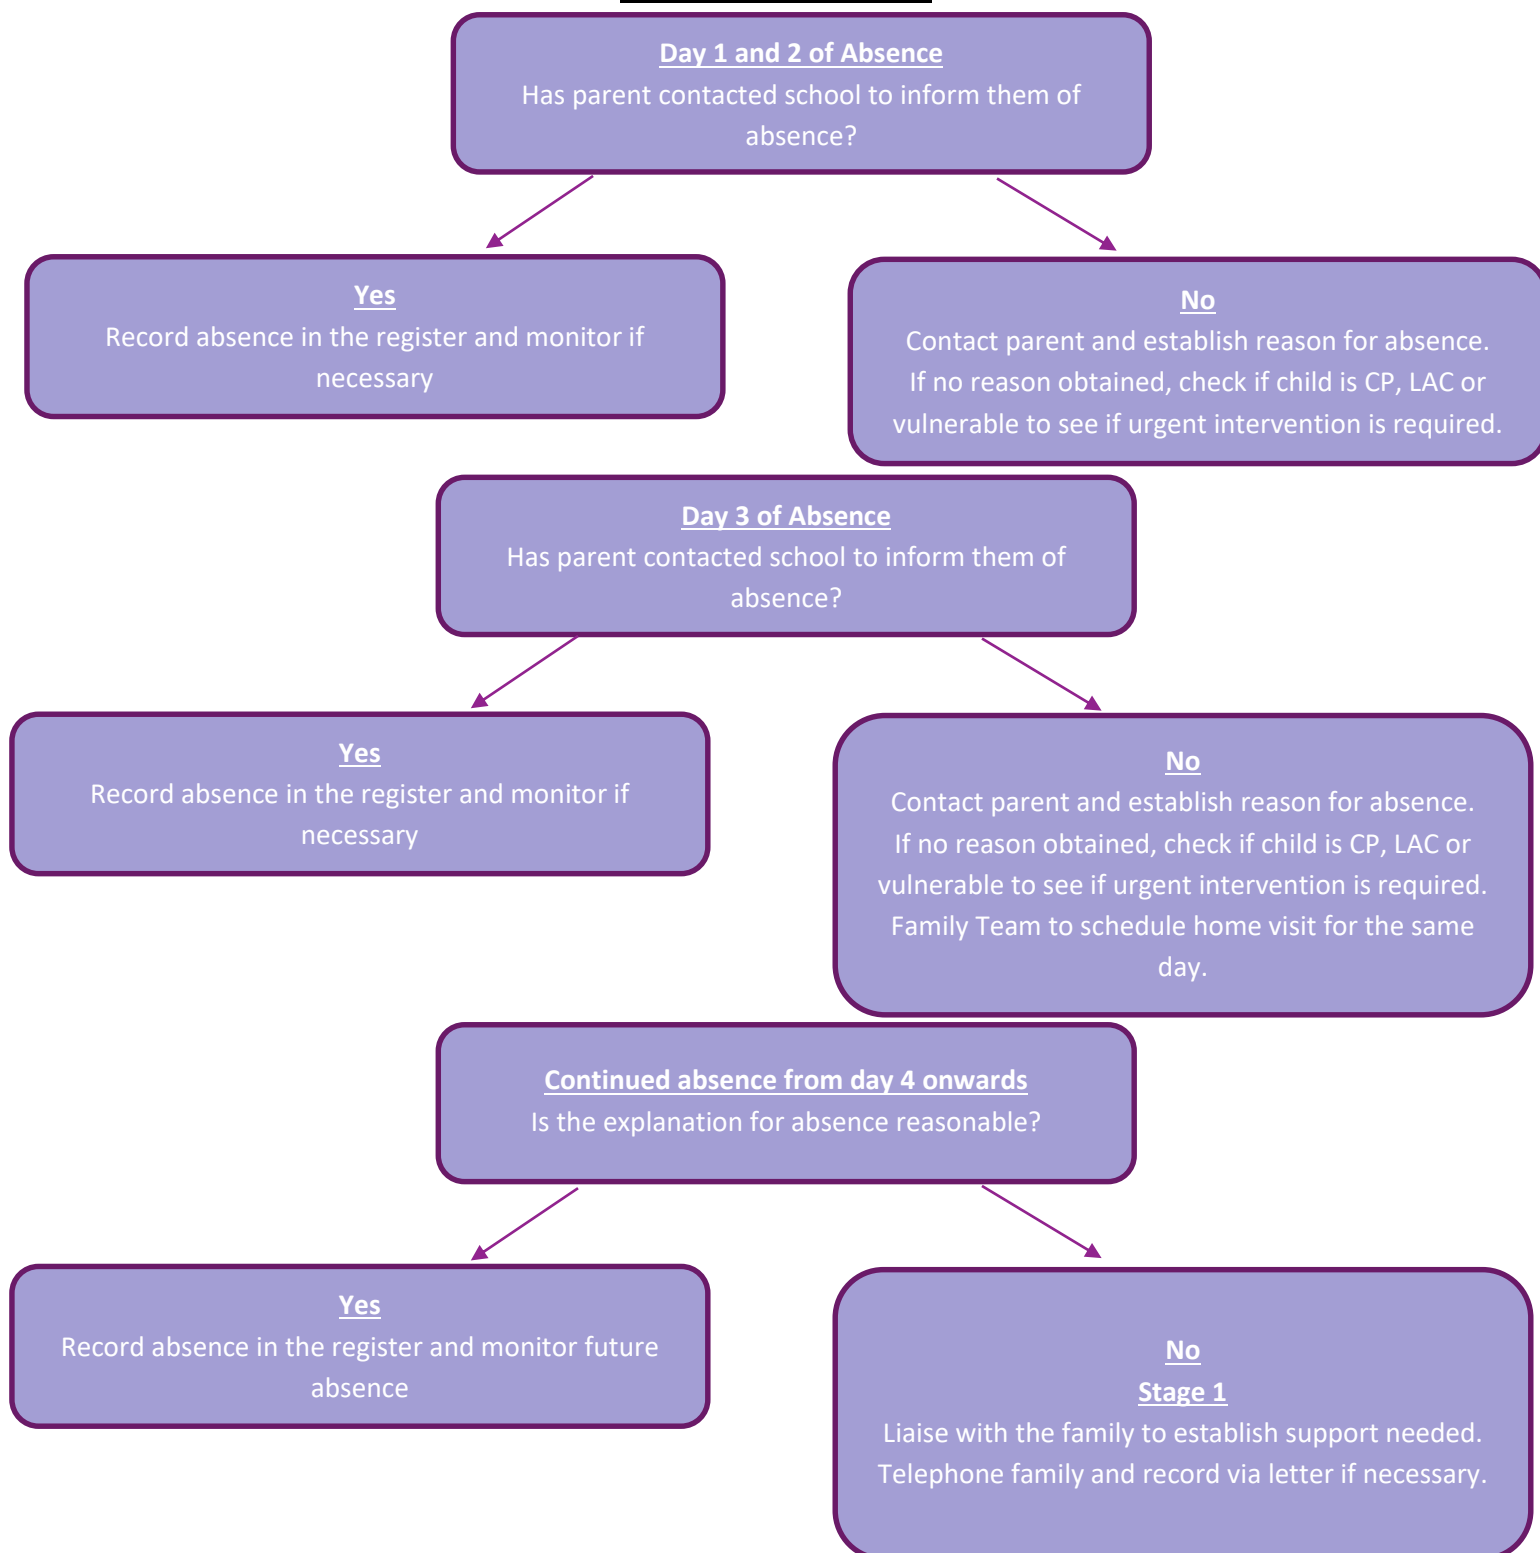 Day 1 and 2 of Absence
Has parent contacted school to inform them of
absence?
Yes
Record absence in the register and monitor if
necessary
No
Contact parent and establish reason for absence.
If no reason obtained, check if child is CP, LAC or
vulnerable to see if urgent intervention is required.
Day 3 of Absence
Has parent contacted school to inform them of
absence?
Yes
Record absence in the register and monitor if
necessary
No
Contact parent and establish reason for absence.
If no reason obtained, check if child is CP, LAC or
vulnerable to see if urgent intervention is required.
Family Team to schedule home visit for the same
day.
Continued absence from day 4 onwards
Is the explanation for absence reasonable?
Yes
Record absence in the register and monitor future
absence
No
Stage 1
Liaise with the family to establish support needed.
Telephone family and record via letter if necessary.